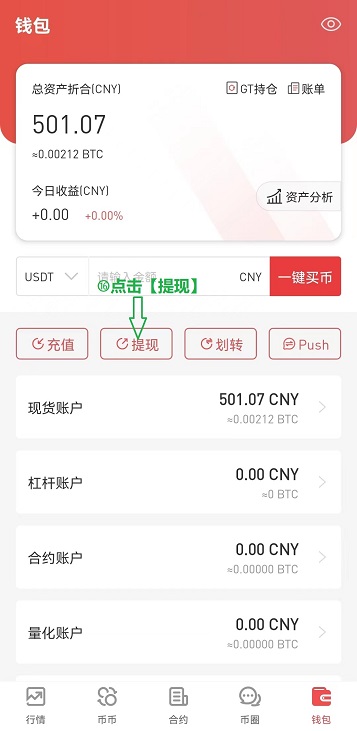 钱包
总资产折合(CNY)
GT持仓
账单
501.07
≈0.00212 BTC
今日收益(CNY)
+0.00 +0.00%
资产分析
USDT 请输入金额 CNY 一键买币
⑯点击【提现】
充值 提现 划转 Push
现货账户 501.07 CNY
≈0.00212 BTC
杠杆账户 0.00 CNY
≈0 BTC
合约账户 0.00 CNY
≈0.00000 BTC
量化账户 0.00 CNY
≈0.00000 BTC
行情 币币 合约 币圈 钱包